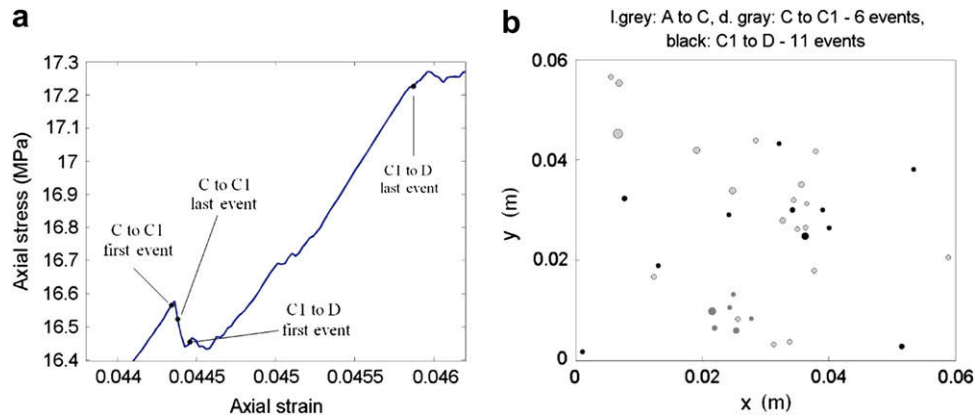 a
17.3
17.2
17.1
17
16.9
16.8
16.7
16.6
16.5
16.4
0.044
0.0445
0.045
0.0455
0.046
Axial stress (MPa)
Axial strain
C to C1
first event
C to C1
last event
C1 to D
first event
C1 to D
last event
b
l.grey: A to C, d. gray: C to C1 - 6 events,
black: C1 to D - 11 events
0.06
0.04
0.02
0
0
0.02
0.04
0.06
y (m)
x (m)